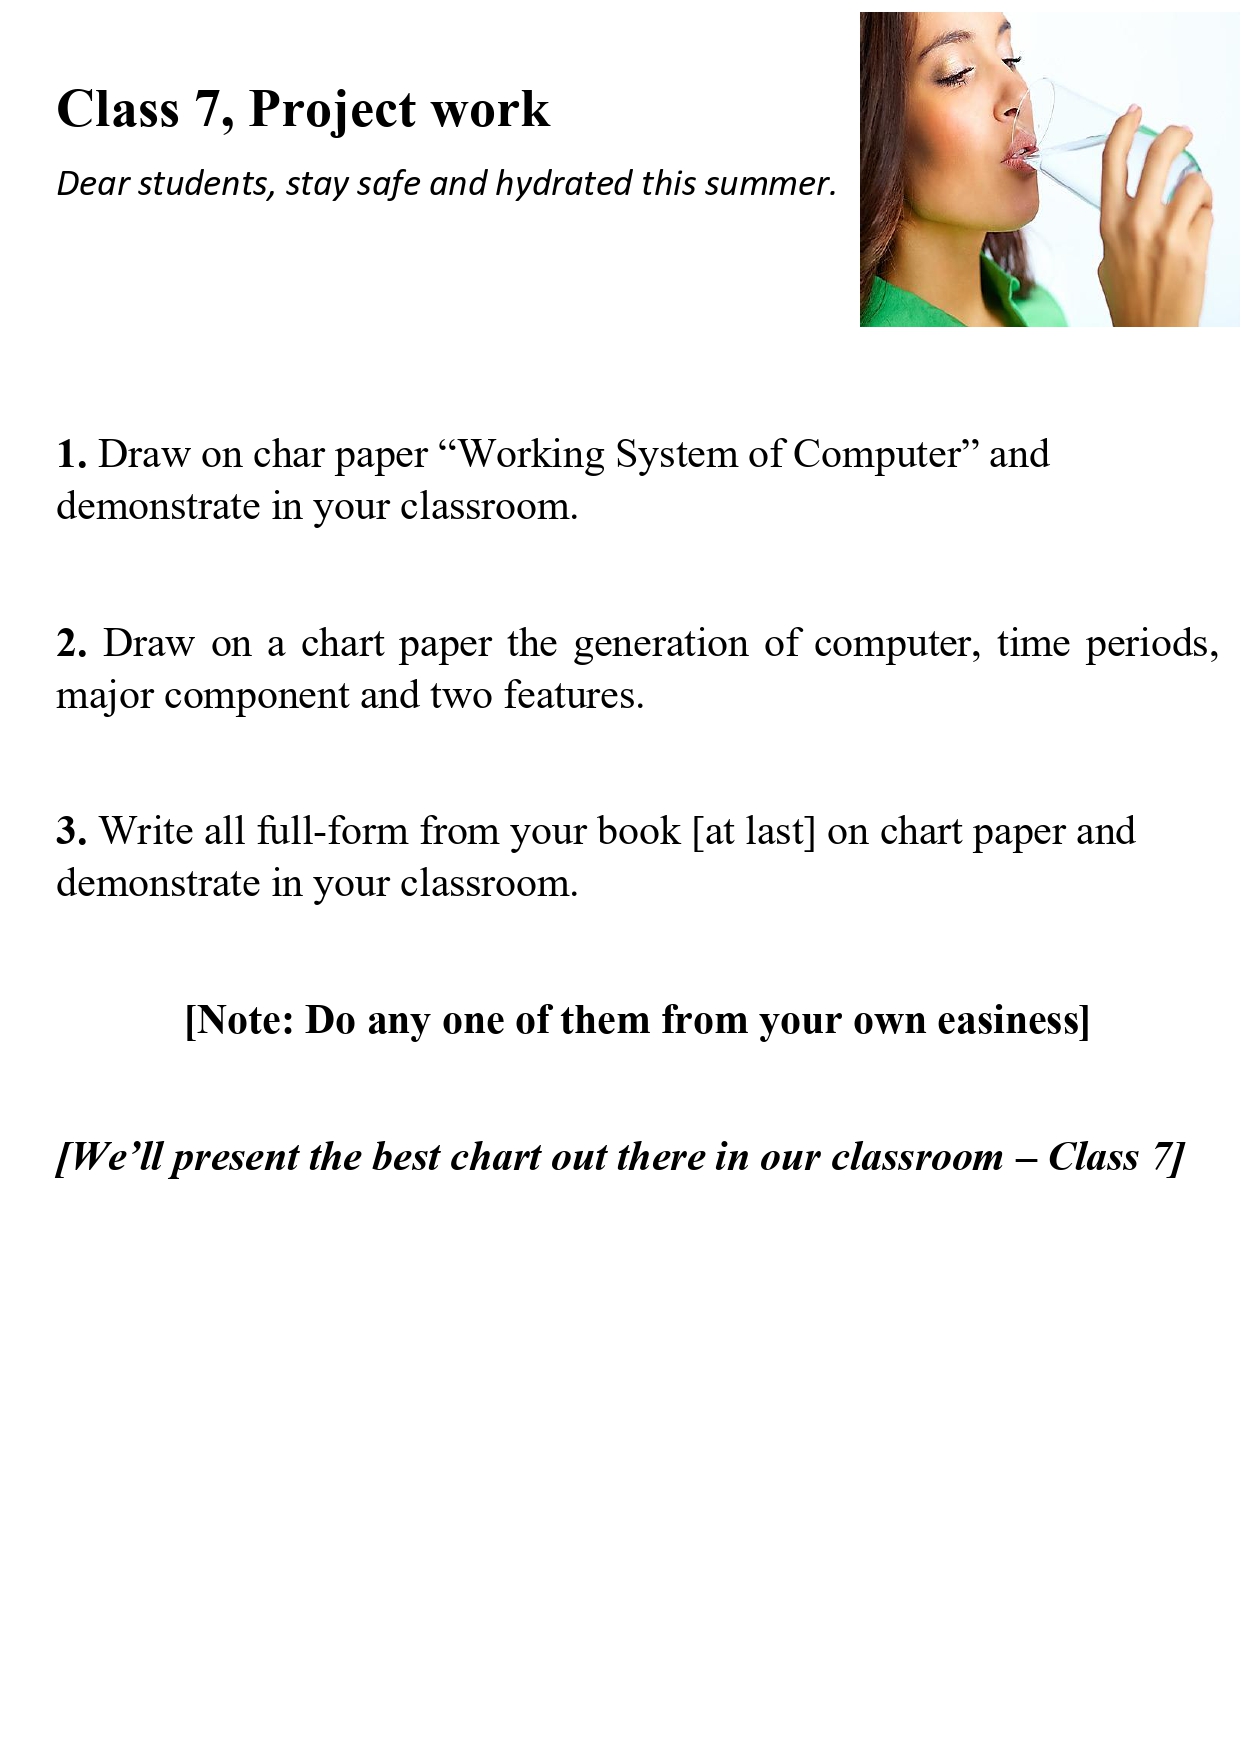 Class 7, Project work
Dear students, stay safe and hydrated this summer.
1. Draw on char paper “Working System of Computer” and
demonstrate in your classroom.
2. Draw on a chart paper the generation of computer, time periods,
major component and two features.
3. Write all full-form from your book [at last] on chart paper and
demonstrate in your classroom.
[Note: Do any one of them from your own easiness]
[We’ll present the best chart out there in our classroom – Class 7]